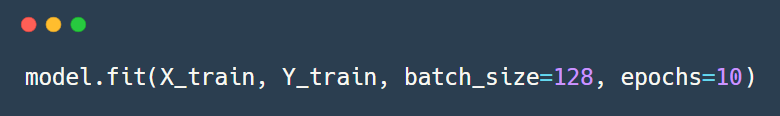 model.fit(X_train, Y_train, batch_size=128, epochs=10)